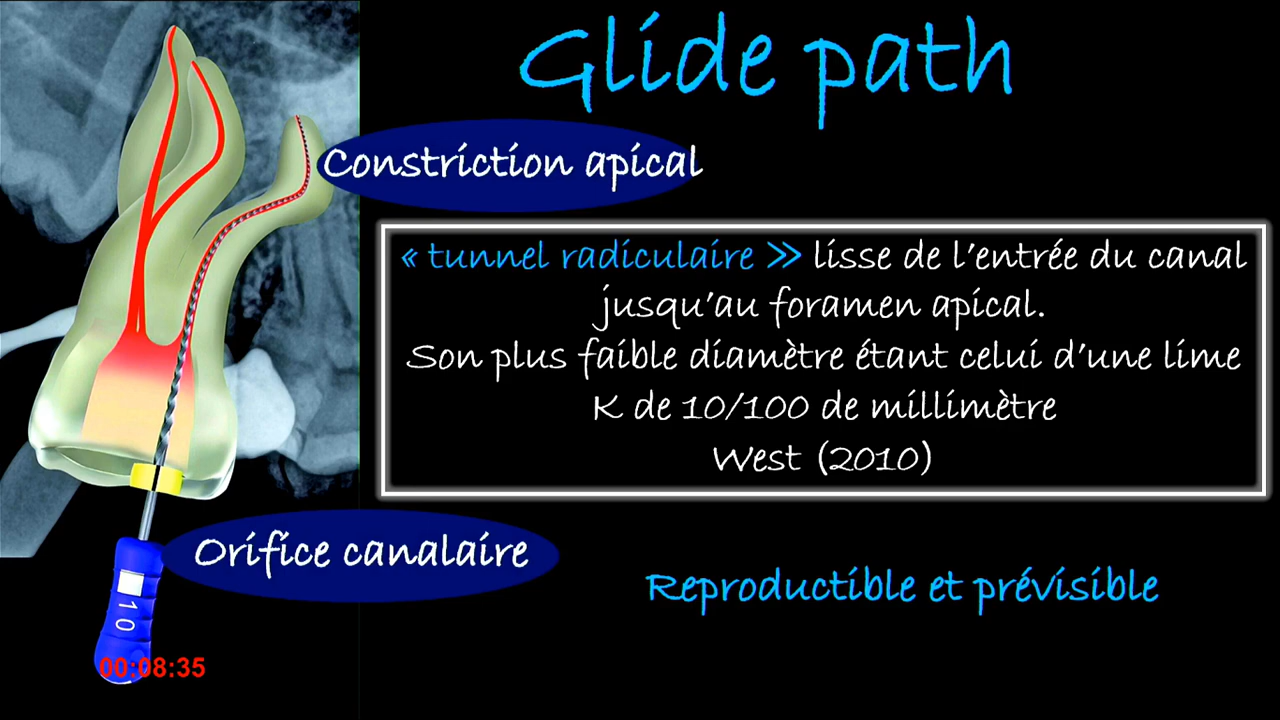 Glide path
Constriction apical
« tunnel radiculaire » lisse de l'entrée du canal
jusqu'au foramen apical.
Son plus faible diamètre étant celui d'une lime
K de 10/100 de millimètre
West (2010)
Orifice canalaire
Reproductible et prévisible
10
00:08:35